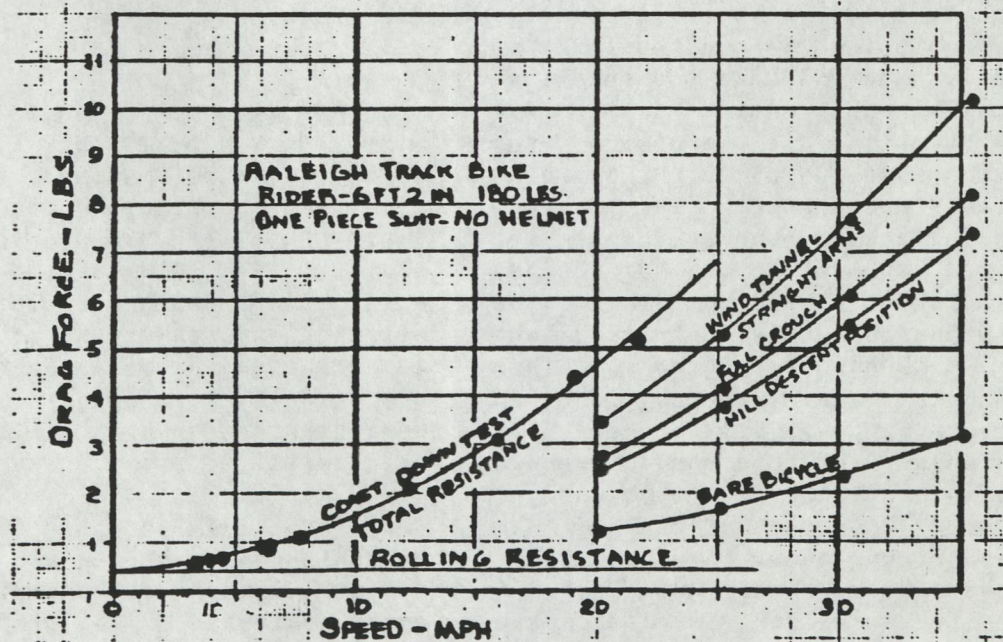 11
10
9
8
7
6
5
4
3
2
1
0
10
20
30
DRAG FORCE - LBS
SPEED - MPH
RALEIGH TRACK BIKE
RIDER-6FT2 IN 180 LBS
ONE PIECE SUIT-NO HELMET
COAST DOWN TEST
TOTAL RESISTANCE
ROLLING RESISTANCE
WIND TUNNEL
STRAIGHT ARMS
FULL CROUCH
HILL DESCENT POSITION
BARE BICYCLE